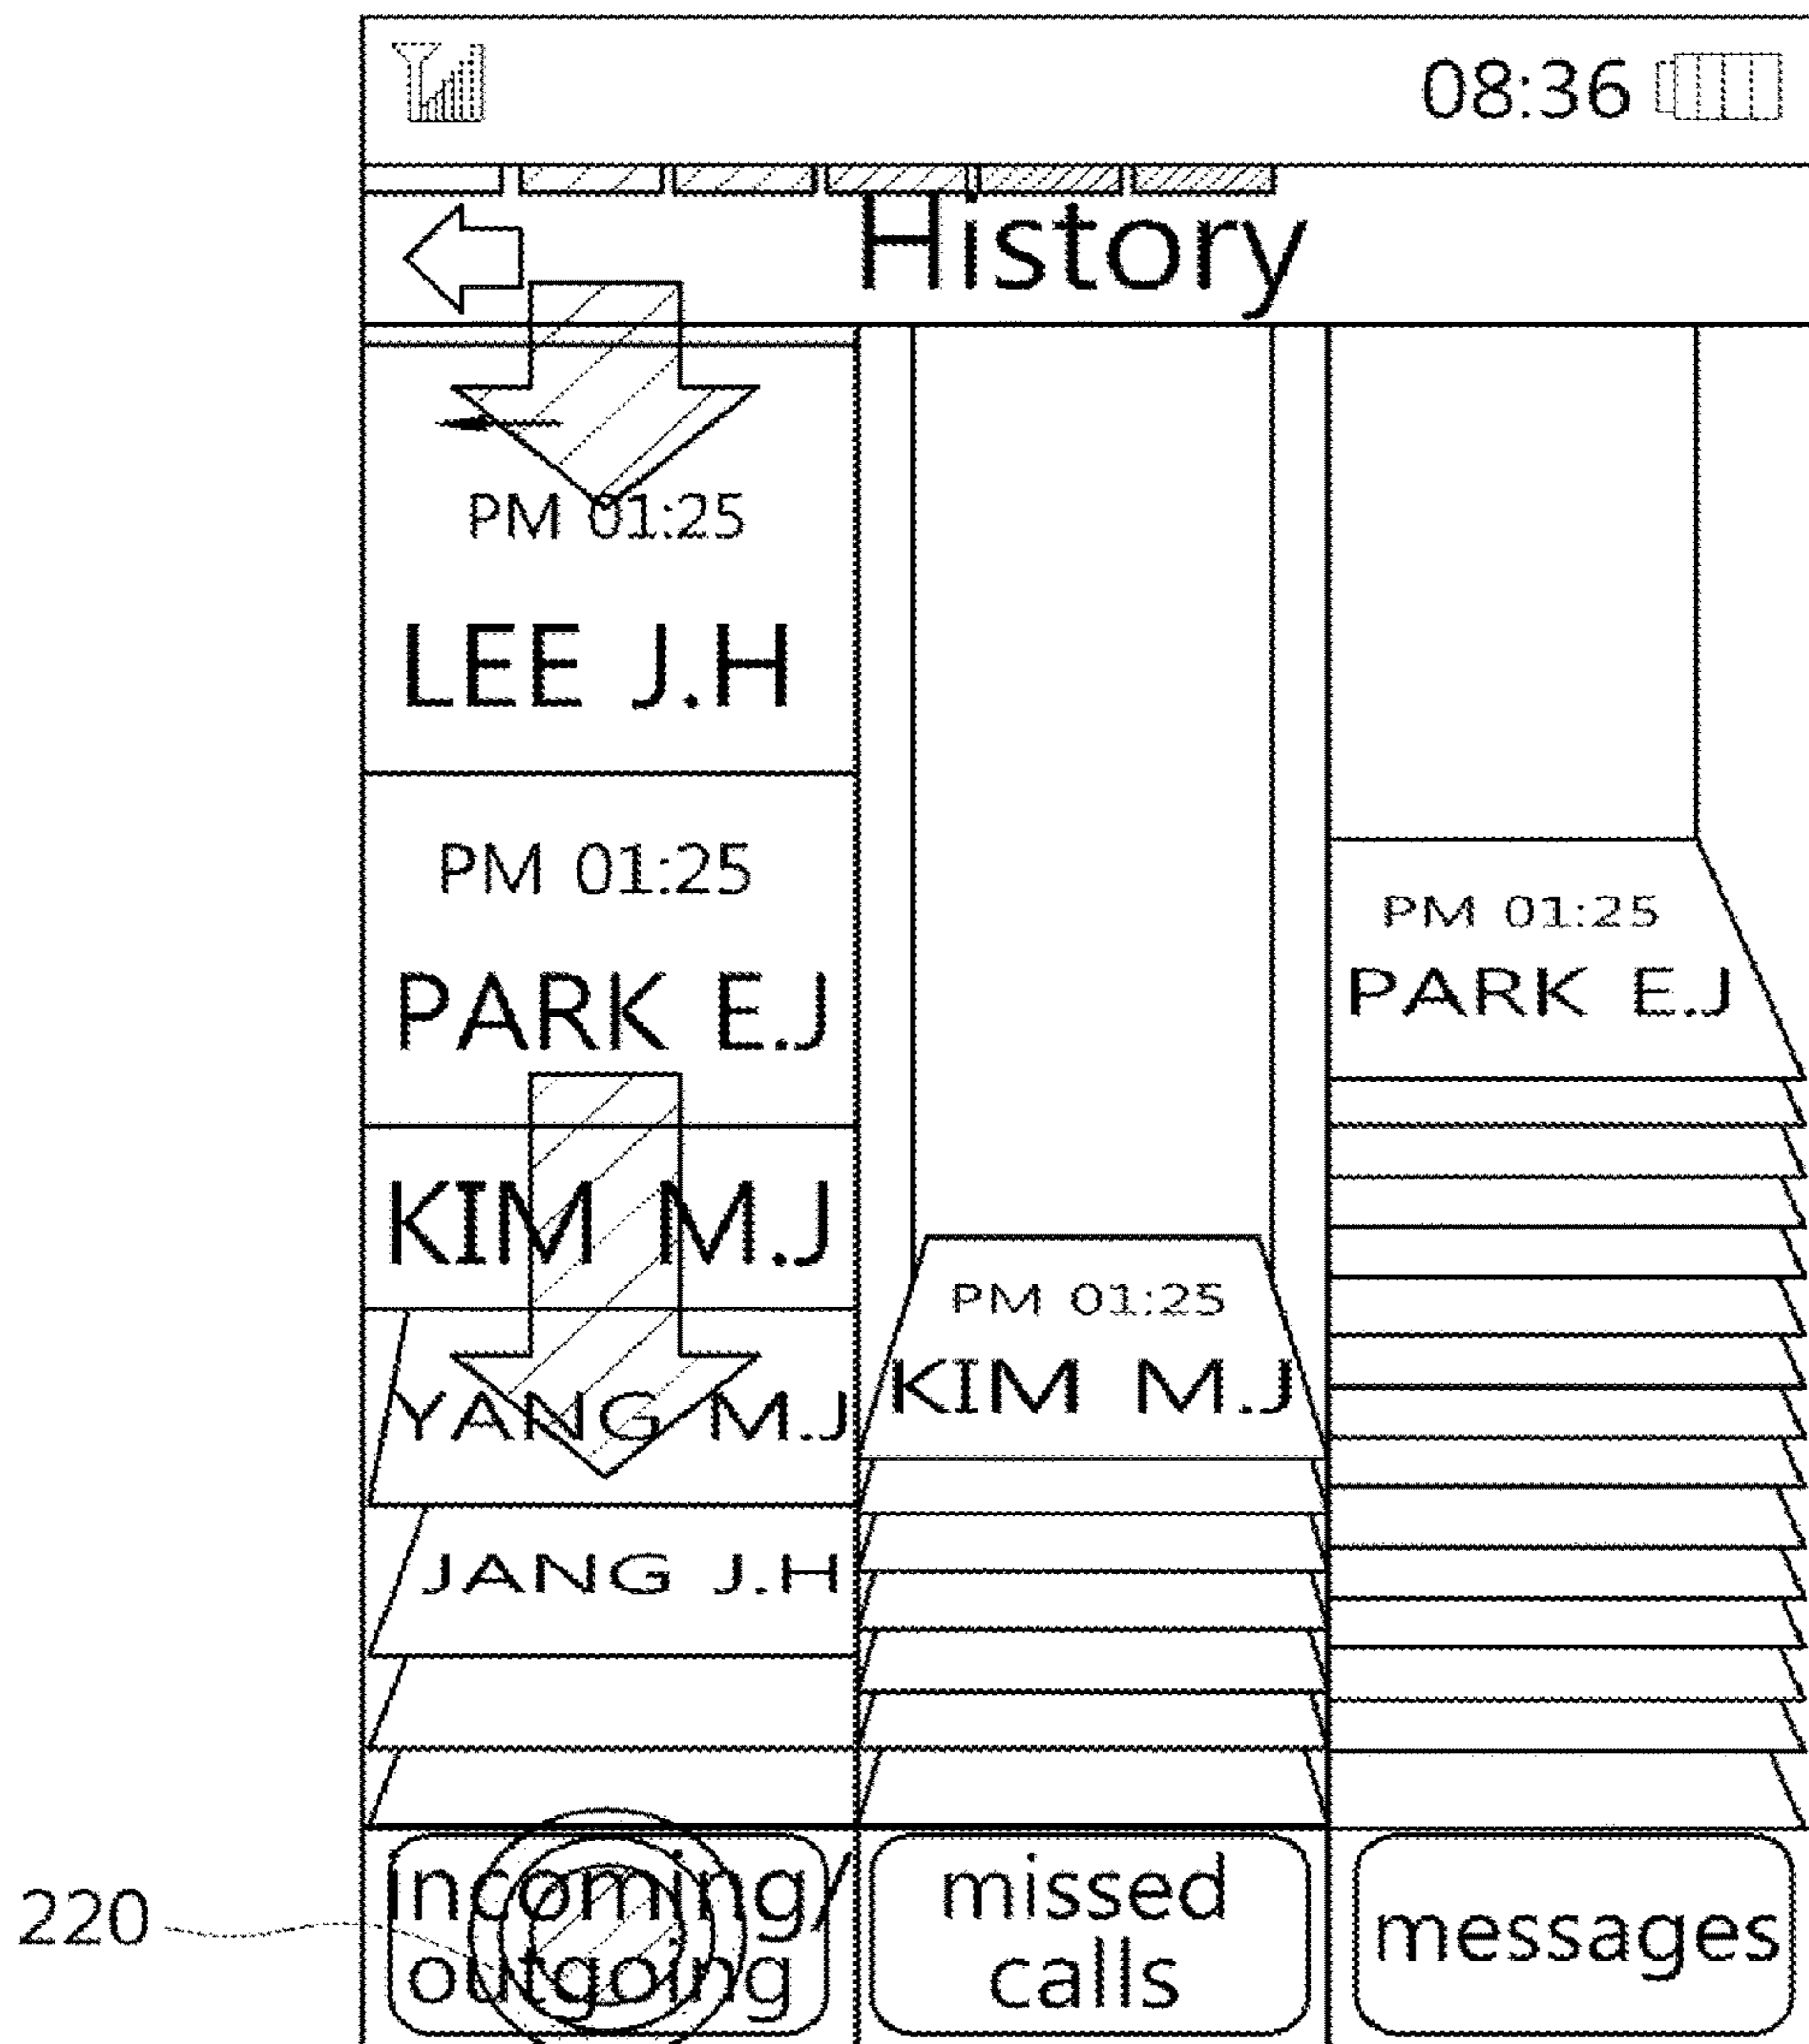 08:36
History
PM 01:25
LEE J.H
PM 01:25
PARK E.J
KIM M.J
YANG M.J
JANG J.H
PM 01:25
KIM M.J
PM 01:25
PARK E.J
incoming/
outgoing
missed
calls
messages
220